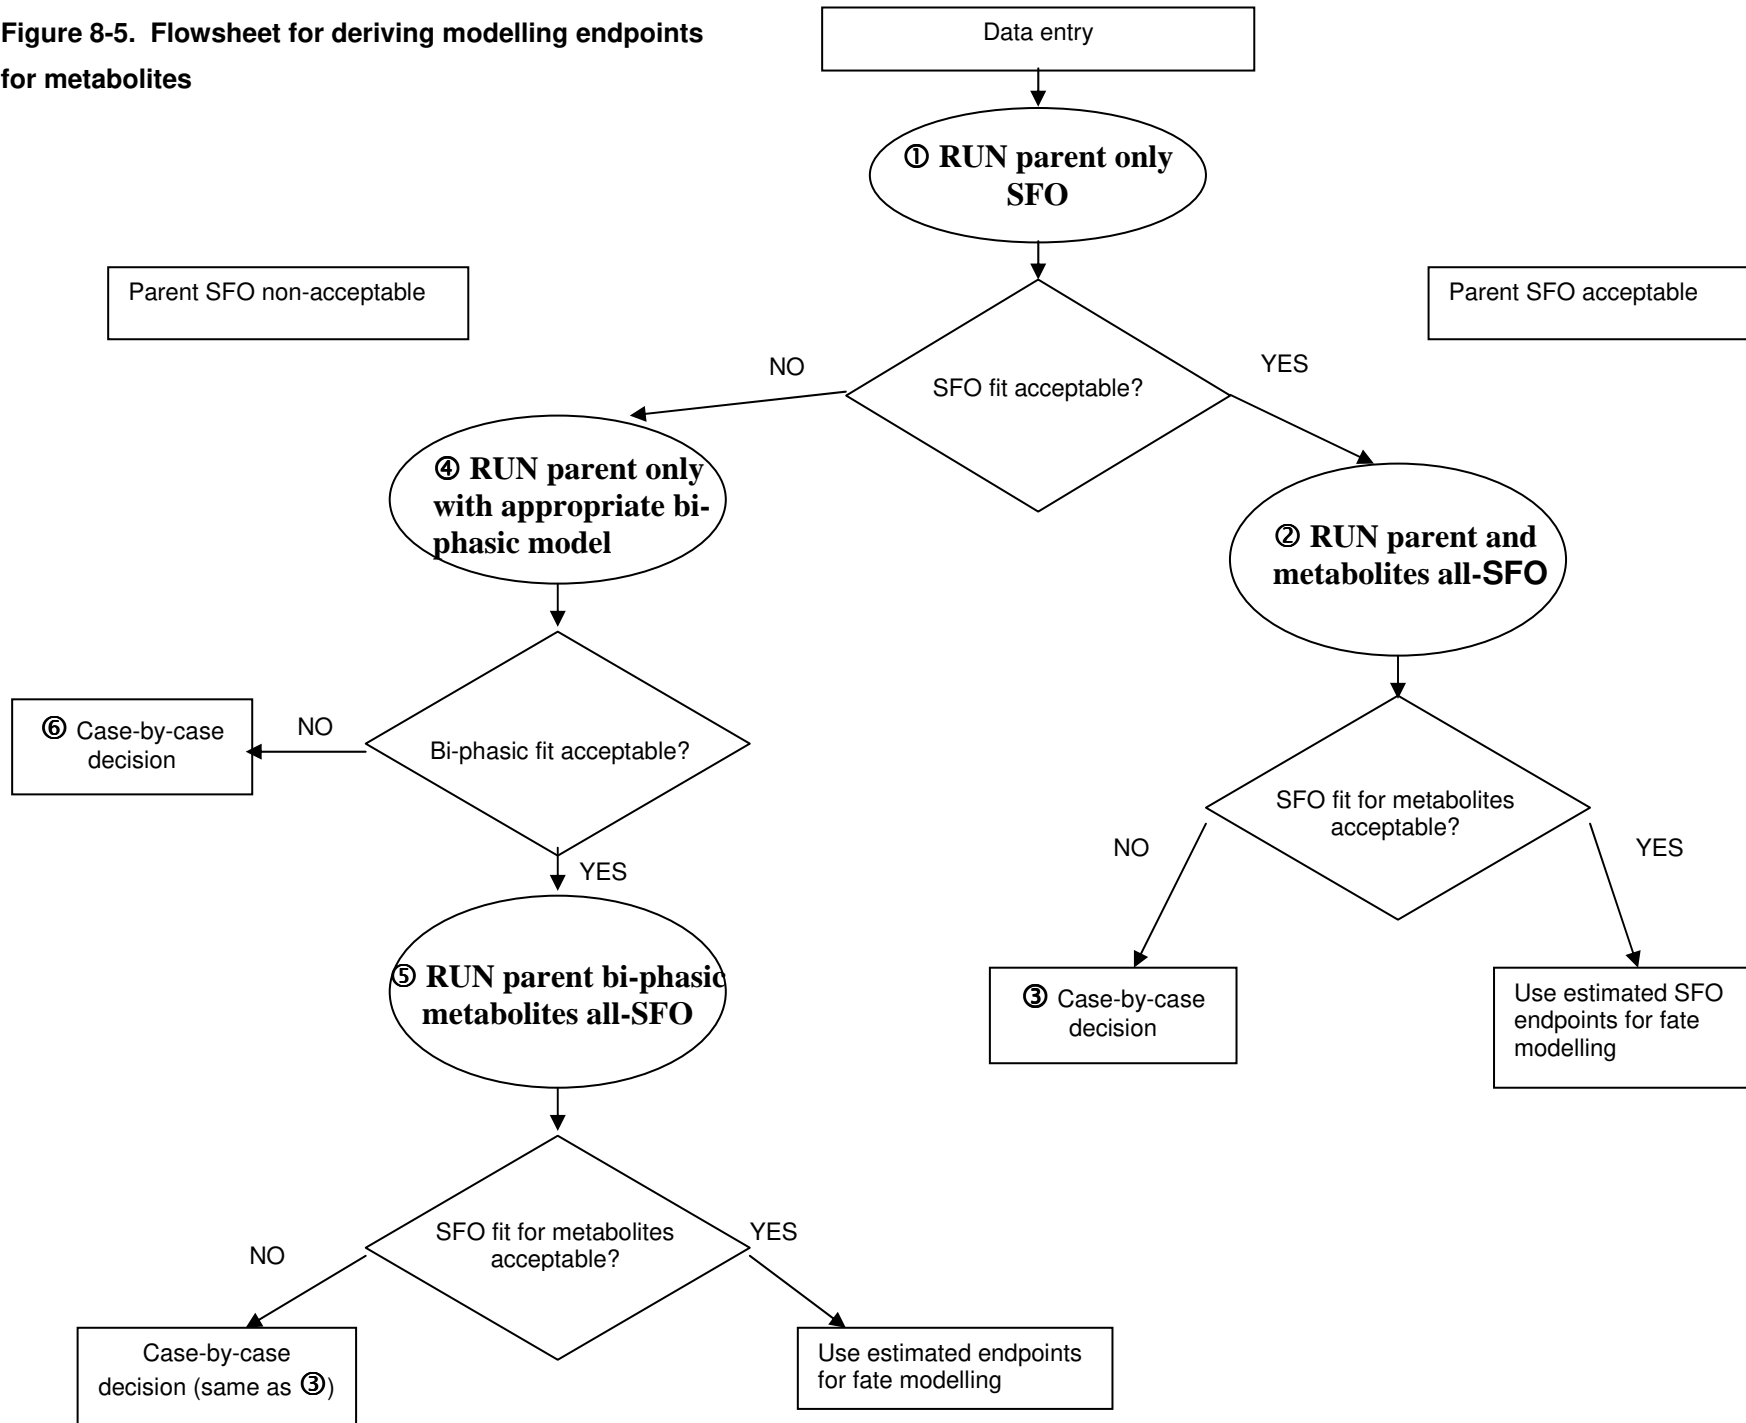 Figure 8-5. Flowsheet for deriving modelling endpoints
for metabolites
Data entry
① RUN parent only
SFO
Parent SFO non-acceptable
Parent SFO acceptable
NO
YES
SFO fit acceptable?
④ RUN parent only
with appropriate bi-
phasic model
② RUN parent and
metabolites all-SFO
⑥ Case-by-case
decision
NO
Bi-phasic fit acceptable?
YES
SFO fit for metabolites
acceptable?
NO
YES
⑤ RUN parent bi-phasic
metabolites all-SFO
③ Case-by-case
decision
Use estimated SFO
endpoints for fate
modelling
SFO fit for metabolites
acceptable?
NO
YES
Case-by-case
decision (same as ③)
Use estimated endpoints
for fate modelling